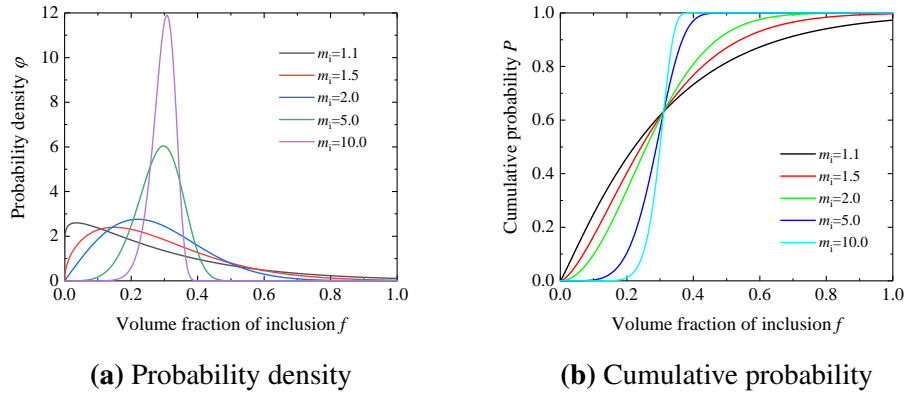 Probability density φ
12
10
8
6
4
2
0
0.0 0.2 0.4 0.6 0.8 1.0
Volume fraction of inclusion f
mi=1.1
mi=1.5
mi=2.0
mi=5.0
mi=10.0
(a) Probability density
Cumulative probability P
1.0
0.8
0.6
0.4
0.2
0.0
0.0 0.2 0.4 0.6 0.8 1.0
Volume fraction of inclusion f
mi=1.1
mi=1.5
mi=2.0
mi=5.0
mi=10.0
(b) Cumulative probability